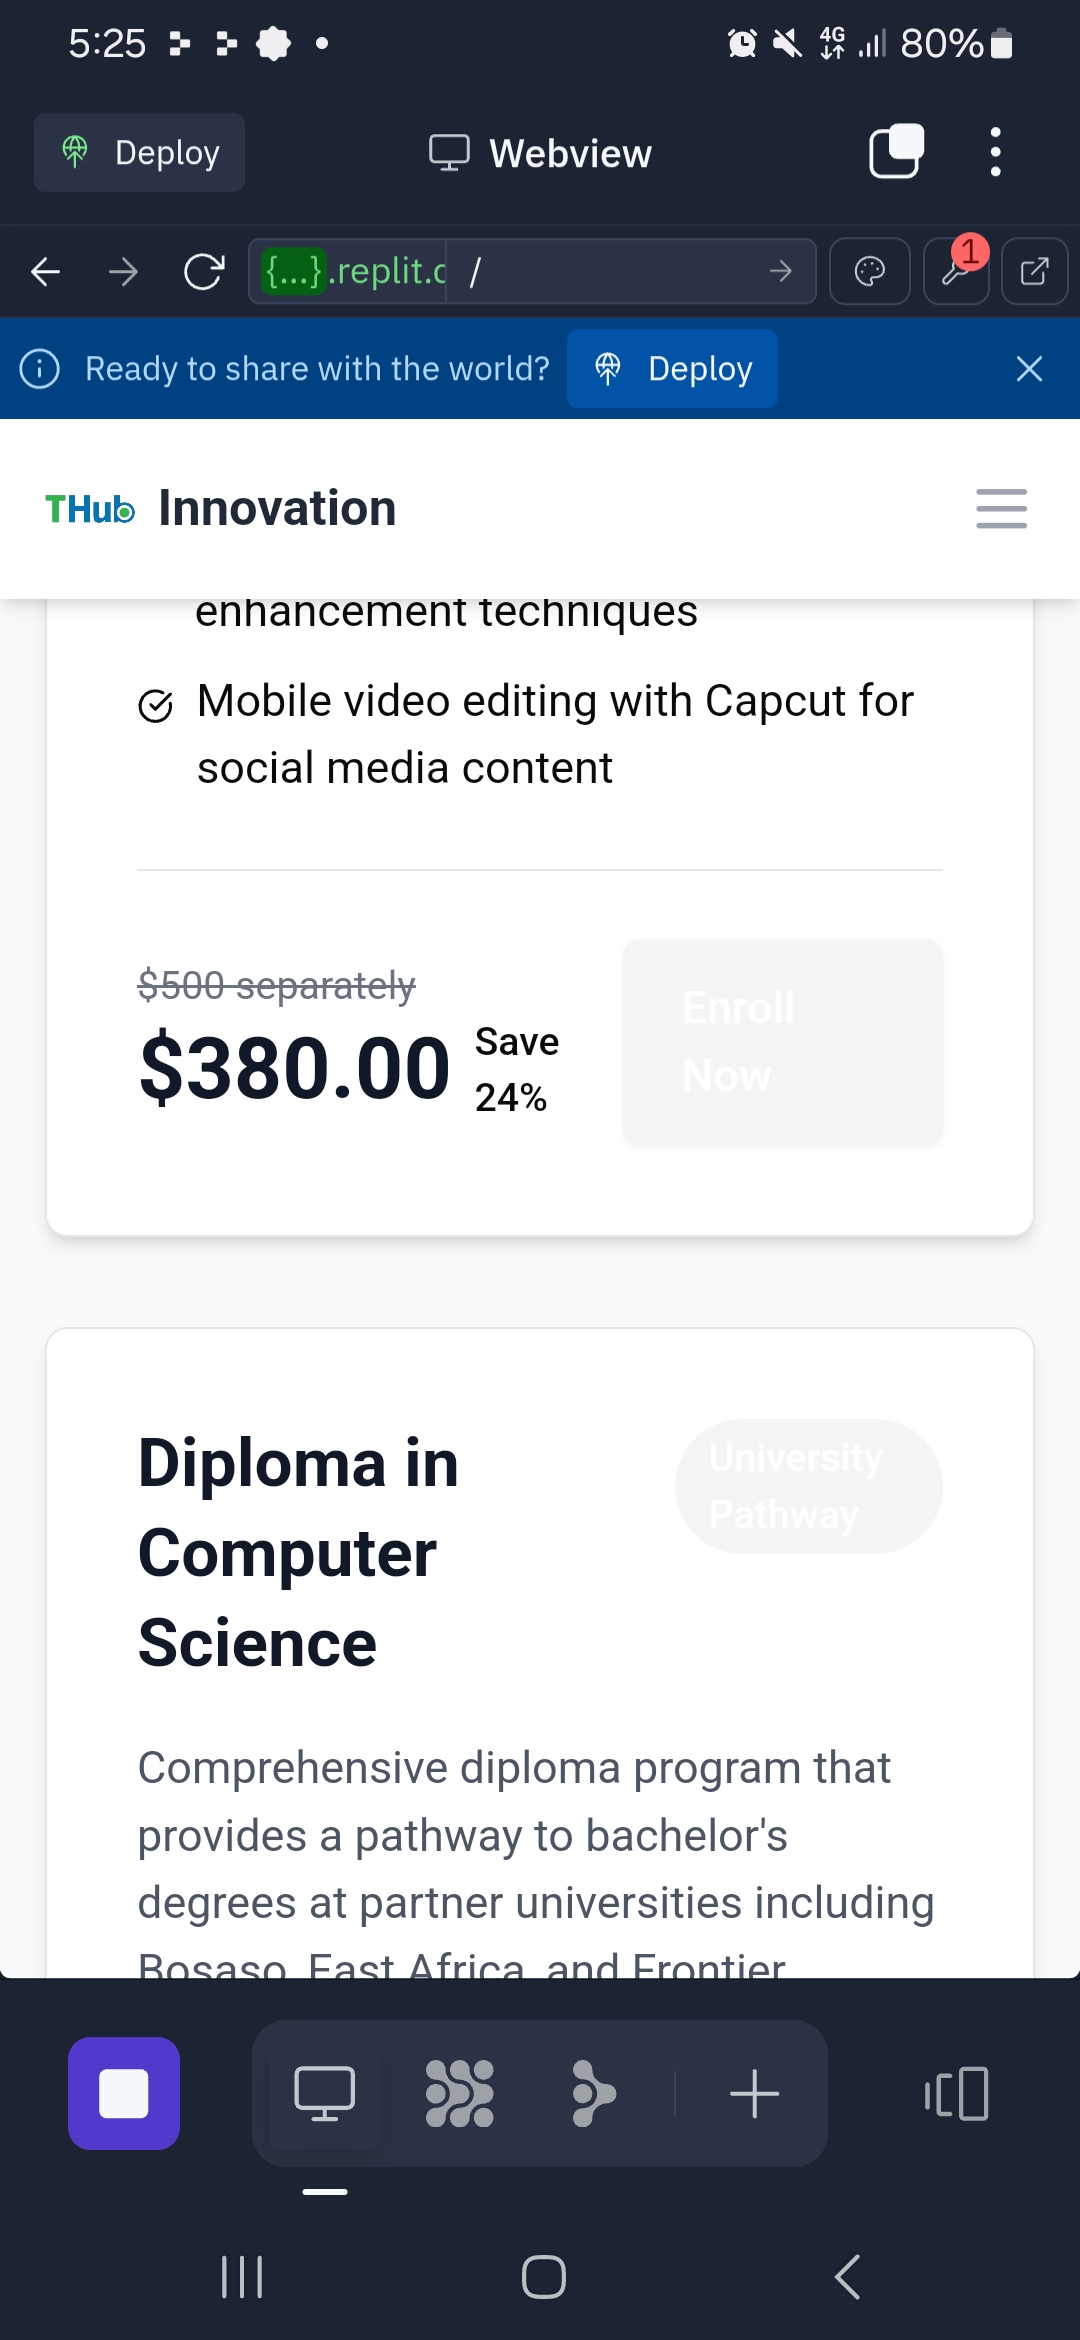 5:25
4G
80%
Deploy
Webview
{...}.replit.c
/
1
Ready to share with the world?
Deploy
THub Innovation
enhancement techniques
Mobile video editing with Capcut for
social media content
$500 separately
$380.00
Save
24%
Enroll
Now
Diploma in
Computer
Science
University
Pathway
Comprehensive diploma program that
provides a pathway to bachelor's
degrees at partner universities including
Bosaso, East Africa, and Frontier